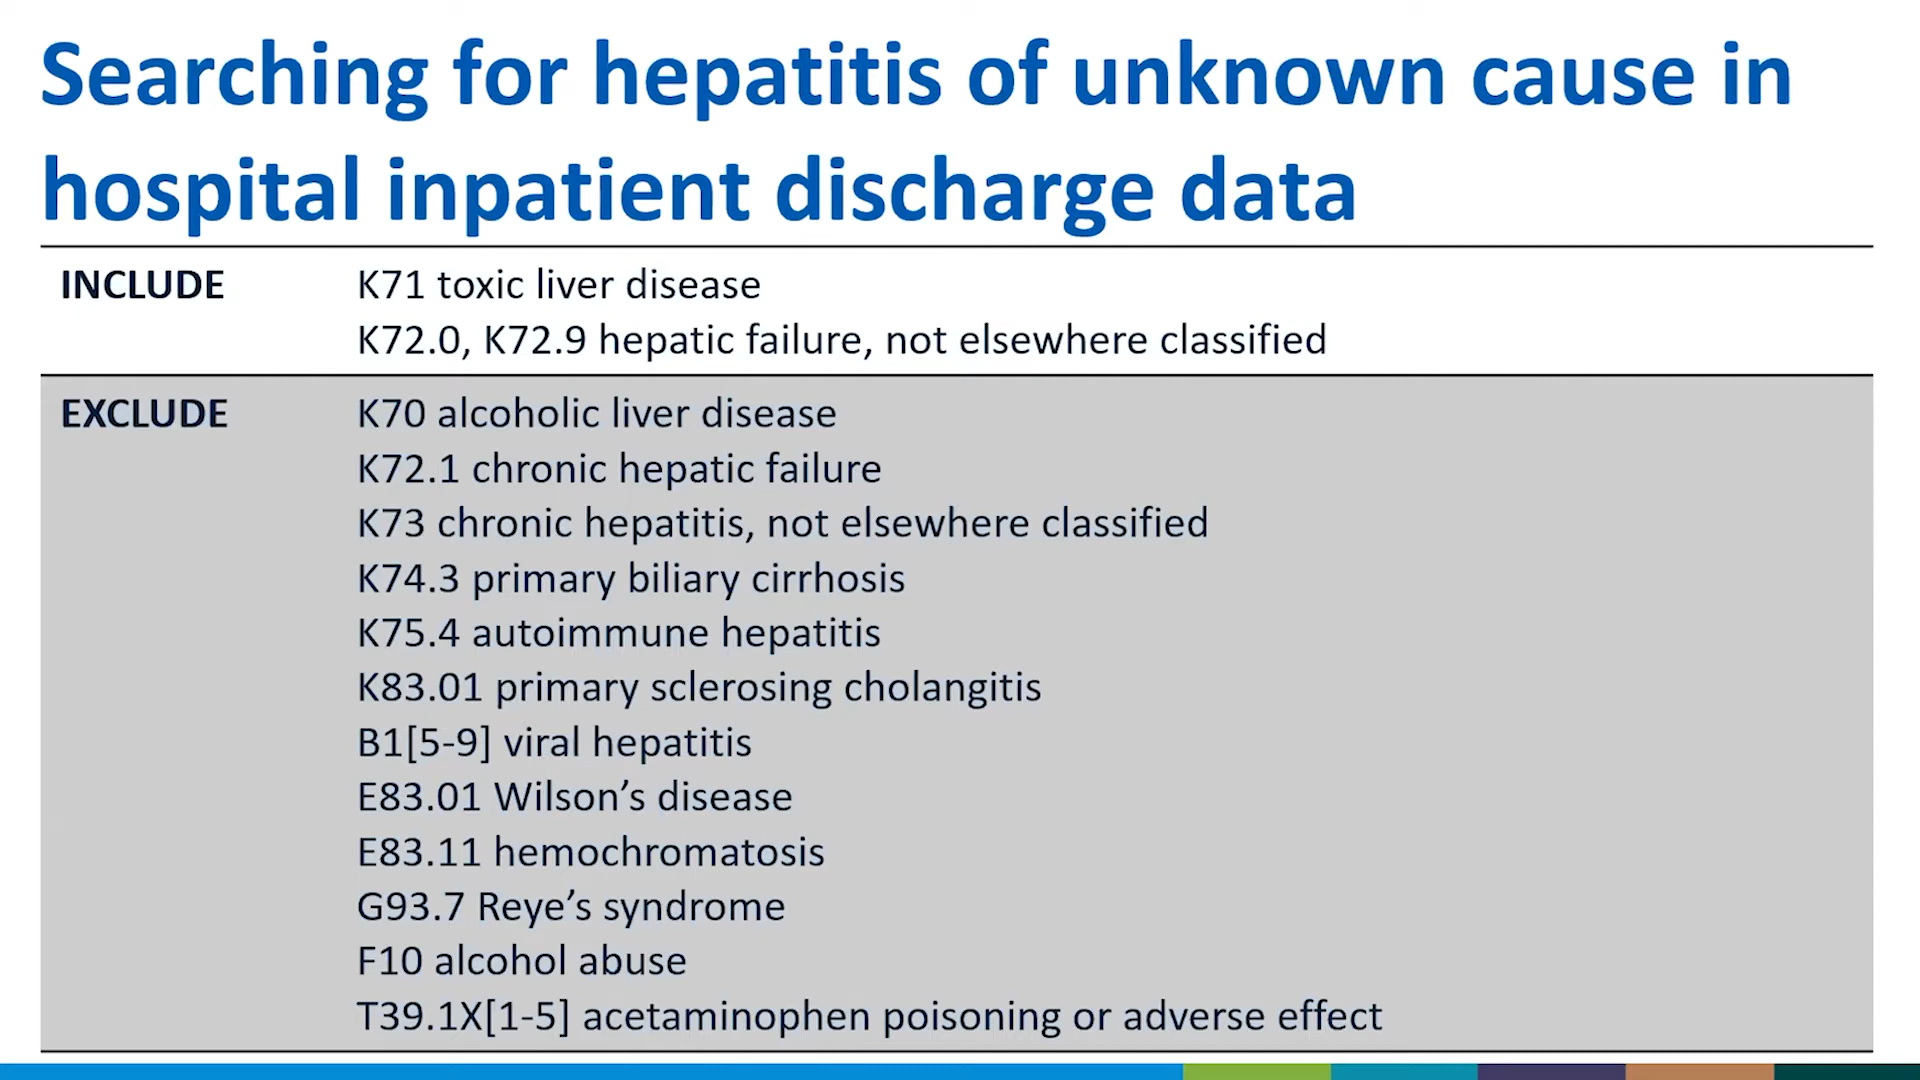 Searching for hepatitis of unknown cause in
hospital inpatient discharge data
INCLUDE K71 toxic liver disease
K72.0, K72.9 hepatic failure, not elsewhere classified
EXCLUDE K70 alcoholic liver disease
K72.1 chronic hepatic failure
K73 chronic hepatitis, not elsewhere classified
K74.3 primary biliary cirrhosis
K75.4 autoimmune hepatitis
K83.01 primary sclerosing cholangitis
B1[5-9] viral hepatitis
E83.01 Wilson’s disease
E83.11 hemochromatosis
G93.7 Reye’s syndrome
F10 alcohol abuse
T39.1X[1-5] acetaminophen poisoning or adverse effect